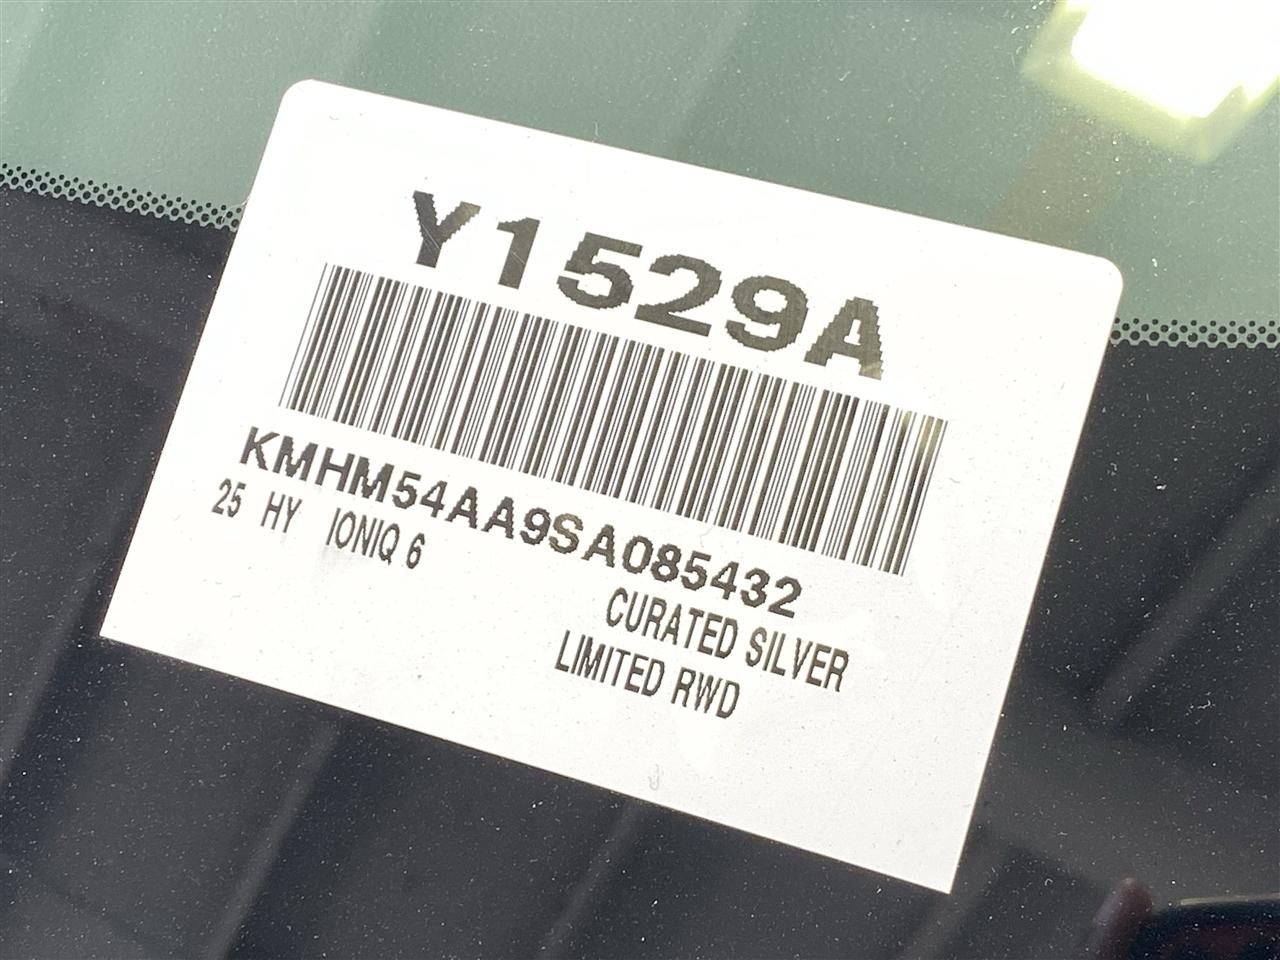 Y1529A
KMHM54AA9SA085432
25 HY IONIQ 6
CURATED SILVER
LIMITED RWD